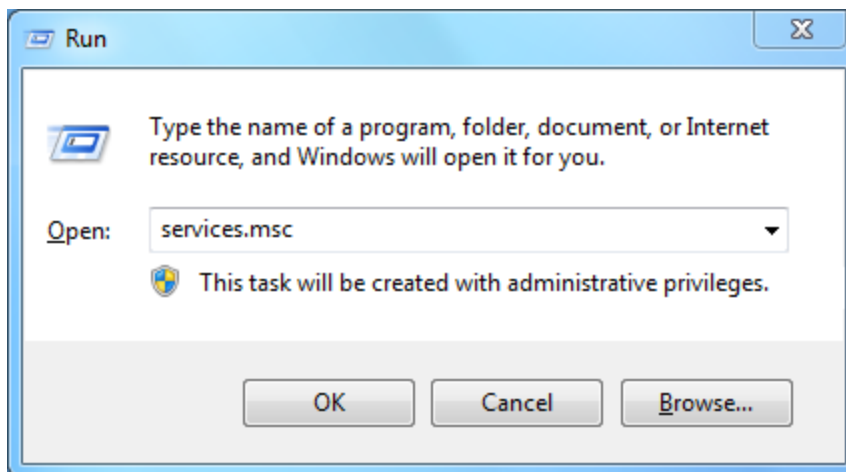 Run
Type the name of a program, folder, document, or Internet
resource, and Windows will open it for you.
Open: services.msc
This task will be created with administrative privileges.
OK Cancel Browse...